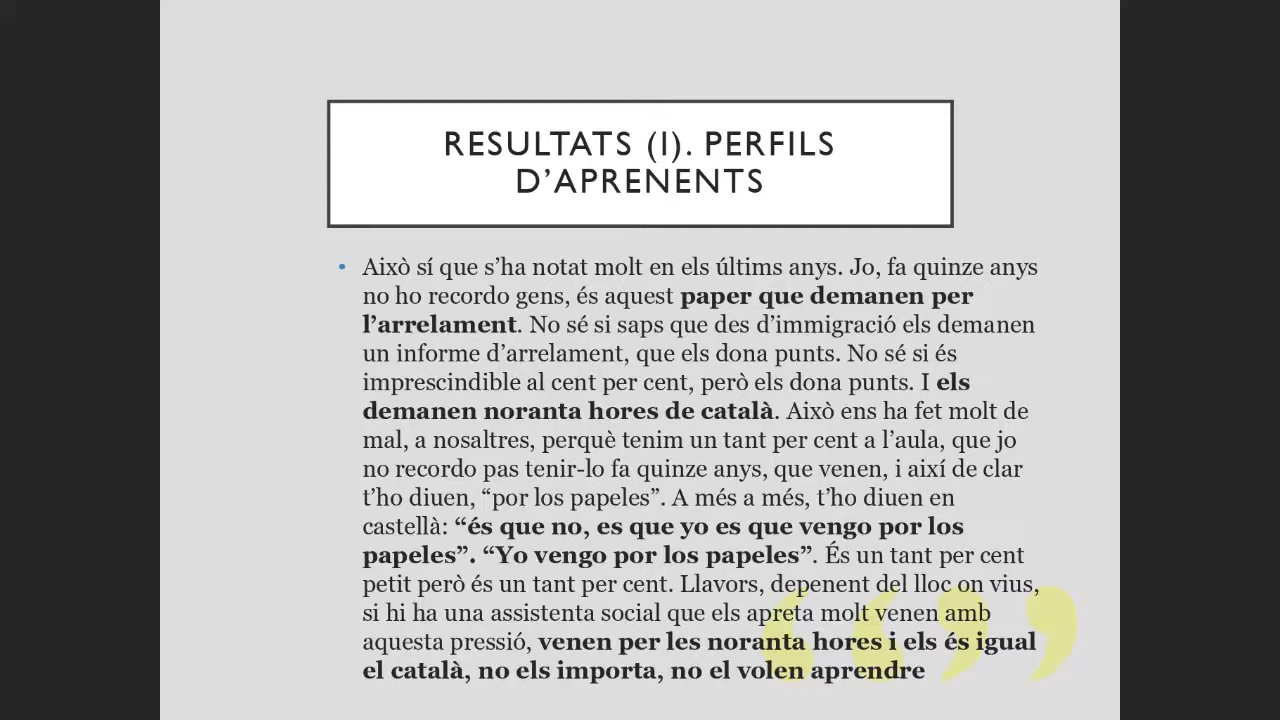 RESULTATS (I). PERFILS
D’APRENENTS
• Això sí que s’ha notat molt en els últims anys. Jo, fa quinze anys
no ho recordo gens, és aquest paper que demanen per
l’arrelament. No sé si saps que des d’immigració els demanen
un informe d’arrelament, que els dona punts. No sé si és
imprescindible al cent per cent, però els dona punts. I els
demanen noranta hores de català. Això ens ha fet molt de
mal, a nosaltres, perquè tenim un tant per cent a l’aula, que jo
no recordo pas tenir-lo fa quinze anys, que venen, i així de clar
t’ho diuen, “por los papeles”. A més a més, t’ho diuen en
castellà: “és que no, es que yo es que vengo por los
papeles”. “Yo vengo por los papeles”. És un tant per cent
petit però és un tant per cent. Llavors, depenent del lloc on vius,
si hi ha una assistenta social que els apreta molt venen amb
aquesta pressió, venen per les noranta hores i els és igual
el català, no els importa, no el volen aprendre